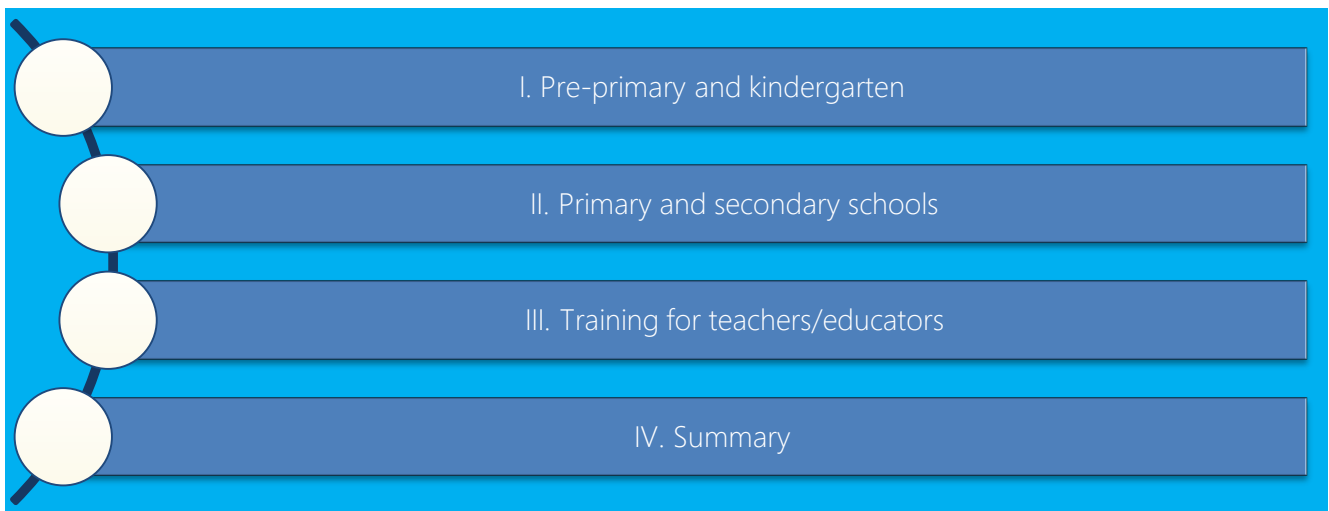 I. Pre-primary and kindergarten
II. Primary and secondary schools
III. Training for teachers/educators
IV. Summary